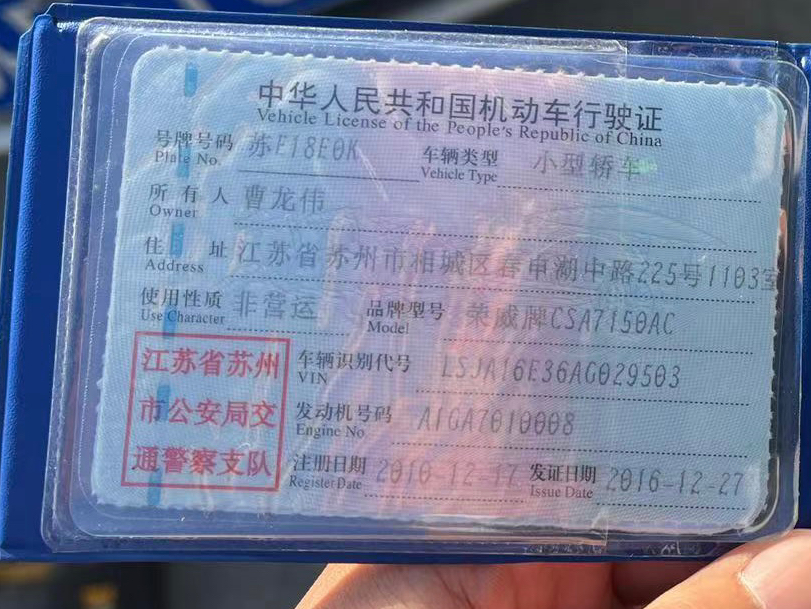 中华人民共和国机动车行驶证
Vehicle License of the People's Republic of China
号牌号码 苏F18E0K 车辆类型 小型轿车
Plate No. Vehicle Type
所有人 曹龙伟
Owner
住址 江苏省苏州市相城区春申湖中路225号1103室
Address
使用性质 非营运 品牌型号 荣威牌CSA7150AC
Use Character Model
江苏省苏州
市公安局交
通警察支队
车辆识别代号 LSJA16E36AG029503
VIN
发动机号码 A1GA7010008
Engine No.
注册日期 2010-12-17 发证日期 2016-12-27
Register Date Issue Date